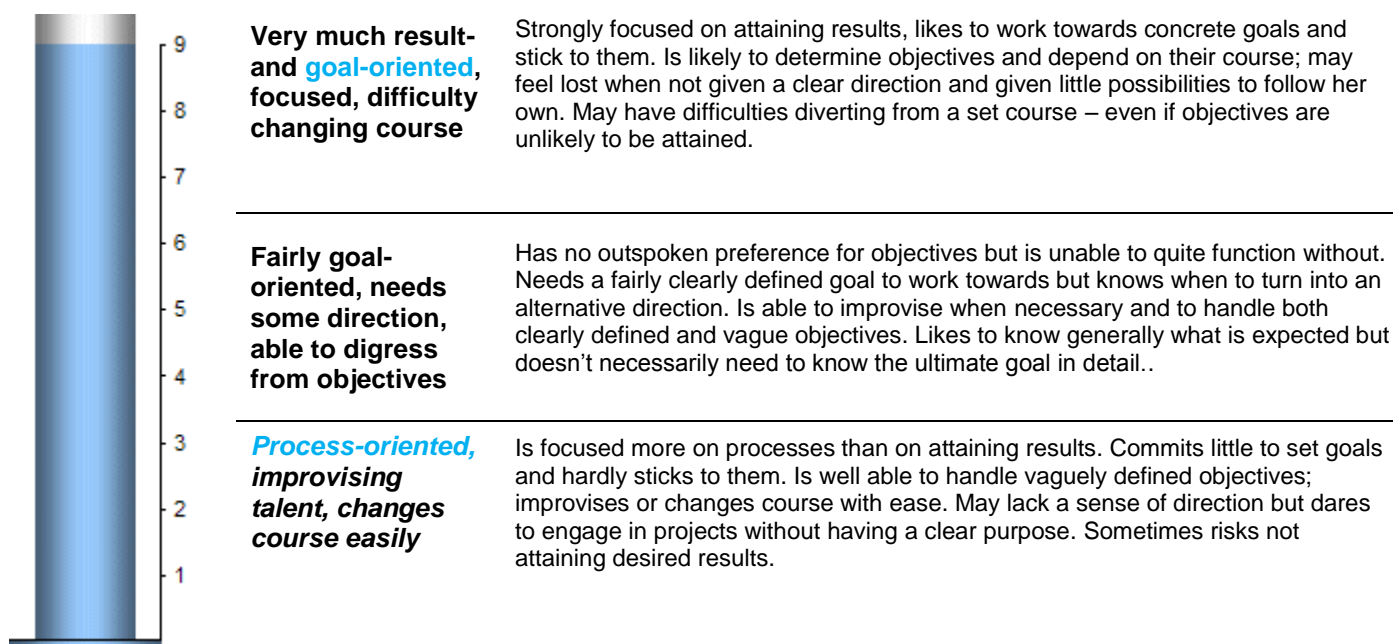 9
8
7
6
5
4
3
2
1
Very much result-
and goal-oriented,
focused, difficulty
changing course
Strongly focused on attaining results, likes to work towards concrete goals and
stick to them. Is likely to determine objectives and depend on their course; may
feel lost when not given a clear direction and given little possibilities to follow her
own. May have difficulties diverting from a set course – even if objectives are
unlikely to be attained.
Fairly goal-
oriented, needs
some direction,
able to digress
from objectives
Has no outspoken preference for objectives but is unable to quite function without.
Needs a fairly clearly defined goal to work towards but knows when to turn into an
alternative direction. Is able to improvise when necessary and to handle both
clearly defined and vague objectives. Likes to know generally what is expected but
doesn’t necessarily need to know the ultimate goal in detail..
Process-oriented,
improvising
talent, changes
course easily
Is focused more on processes than on attaining results. Commits little to set goals
and hardly sticks to them. Is well able to handle vaguely defined objectives;
improvises or changes course with ease. May lack a sense of direction but dares
to engage in projects without having a clear purpose. Sometimes risks not
attaining desired results.